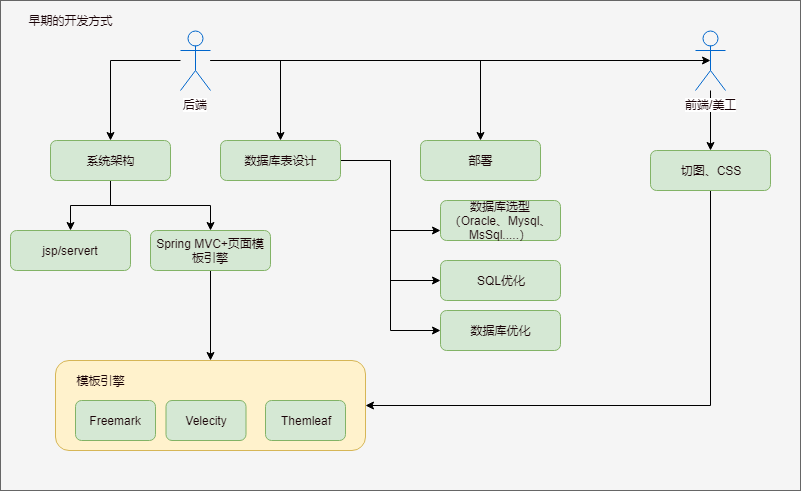 早期的开发方式
后端
前端/美工
系统架构
数据库表设计
部署
切图、CSS
jsp/servert
Spring MVC+页面模
板引擎
数据库选型
（Oracle、Mysql、
MsSql.....）
SQL优化
数据库优化
模板引擎
Freemark
Velecity
Themleaf